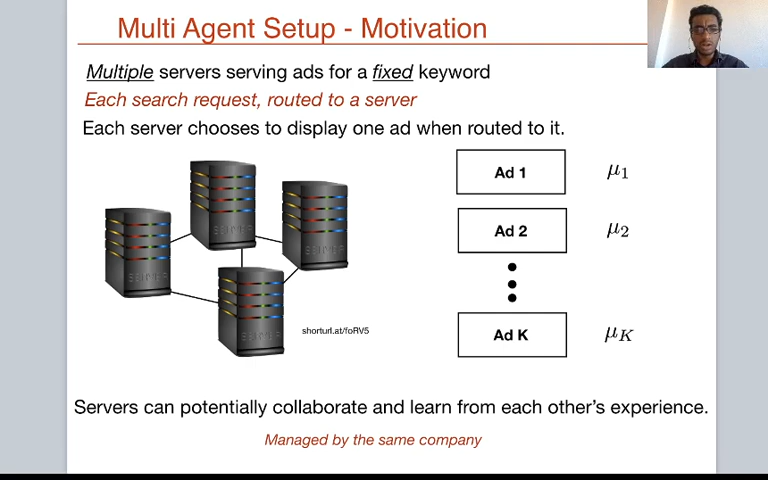 Multi Agent Setup - Motivation
Multiple servers serving ads for a fixed keyword
Each search request, routed to a server
Each server chooses to display one ad when routed to it.
Ad 1 μ1
Ad 2 μ2
Ad K μK
shorturl.at/foRV5
Servers can potentially collaborate and learn from each other's experience.
Managed by the same company